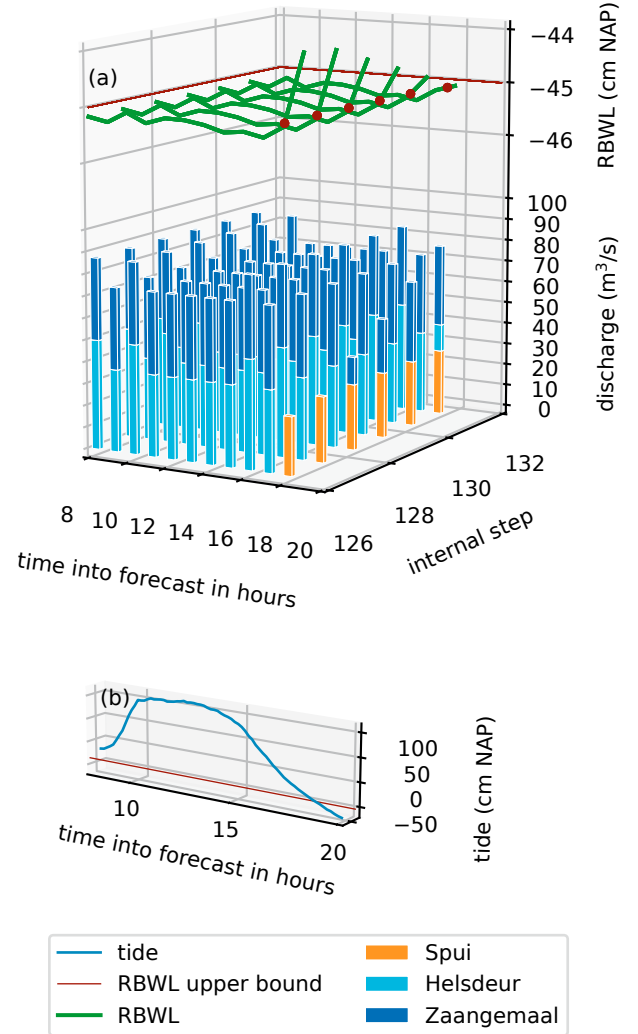 (a)
−44
−45
−46
RBWL (cm NAP)
100
90
80
70
60
50
40
30
20
10
0
discharge (m³/s)
8 10 12 14 16 18 20
time into forecast in hours
126 128 130 132
internal step
(b)
100
50
0
−50
tide (cm NAP)
10 15 20
time into forecast in hours
tide
RBWL upper bound
RBWL
Spui
Helsdeur
Zaangemaal